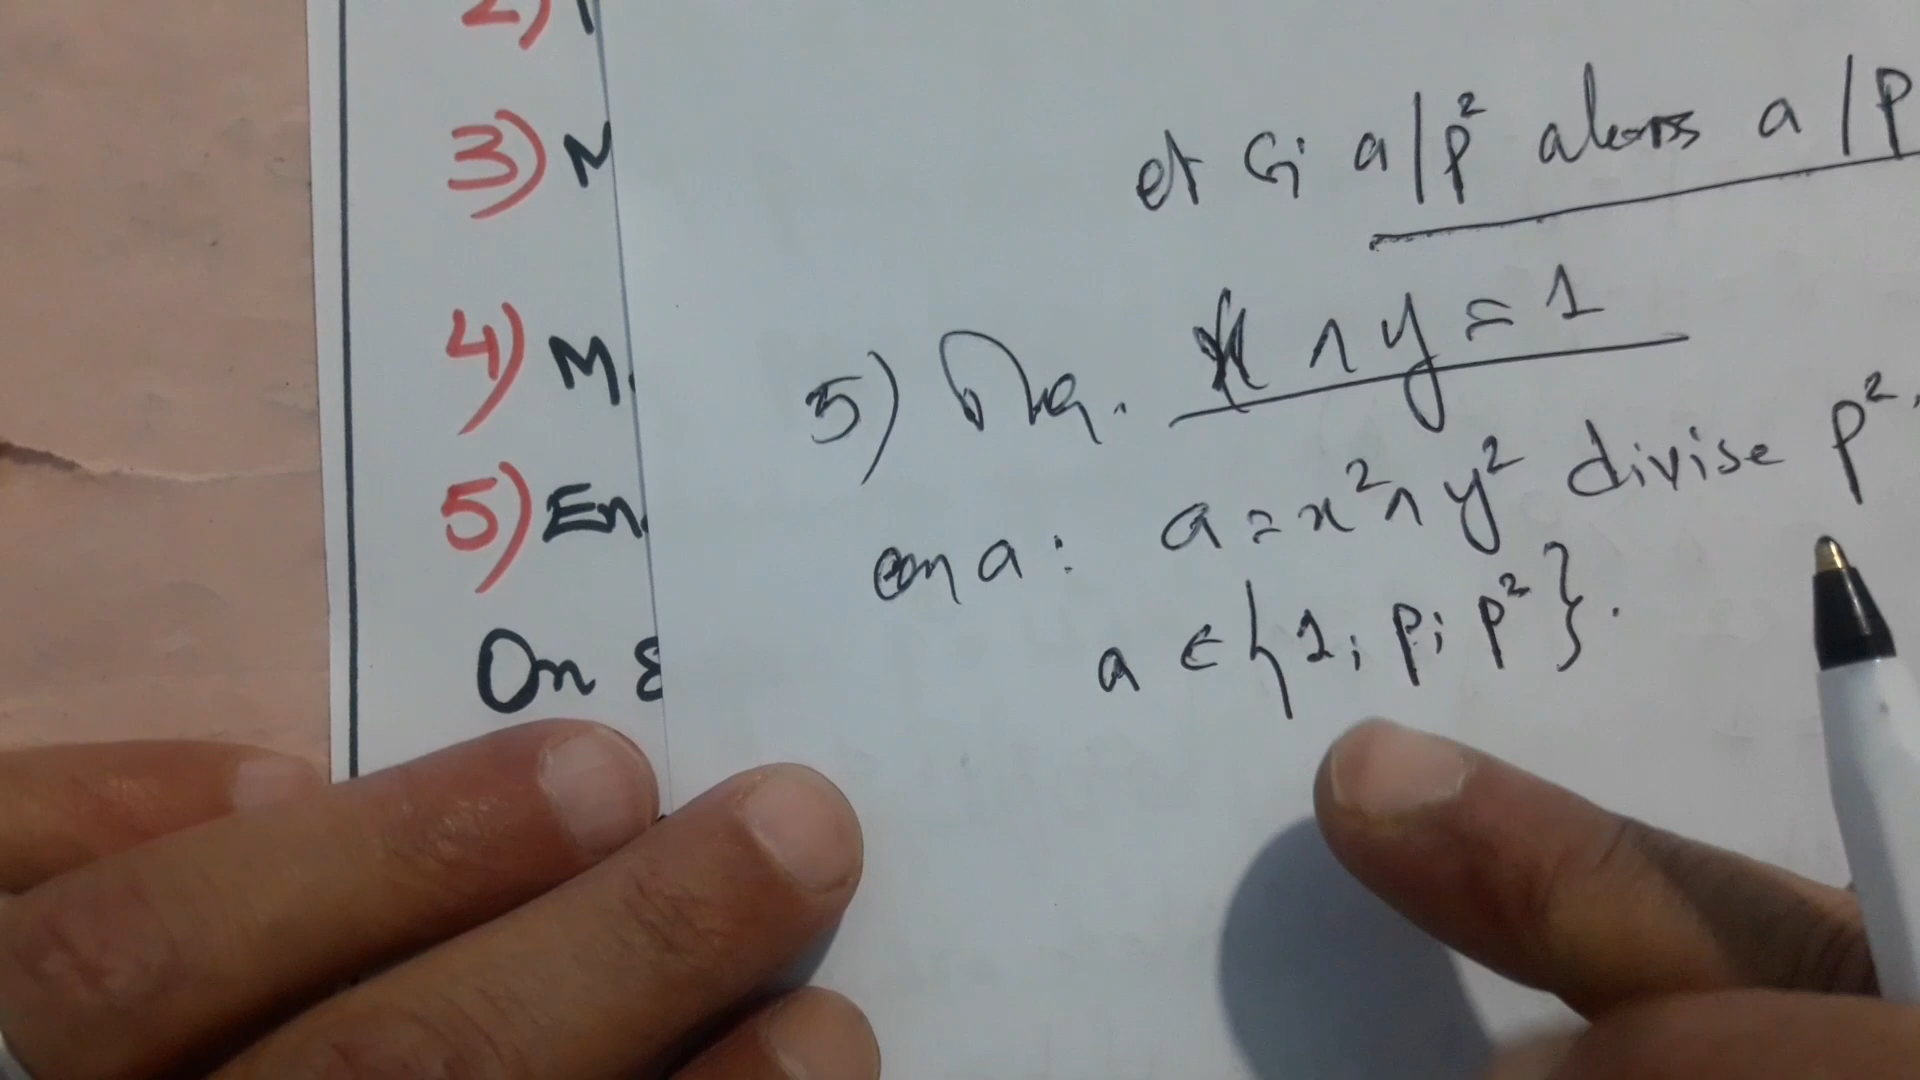 2)
3) M
4) M
5) En
On
et si a|p² alors a|p
5) Mq. x ∧ y = 1
on a : a = x² ∧ y² divise p².
a ∈ {1; p; p²}.